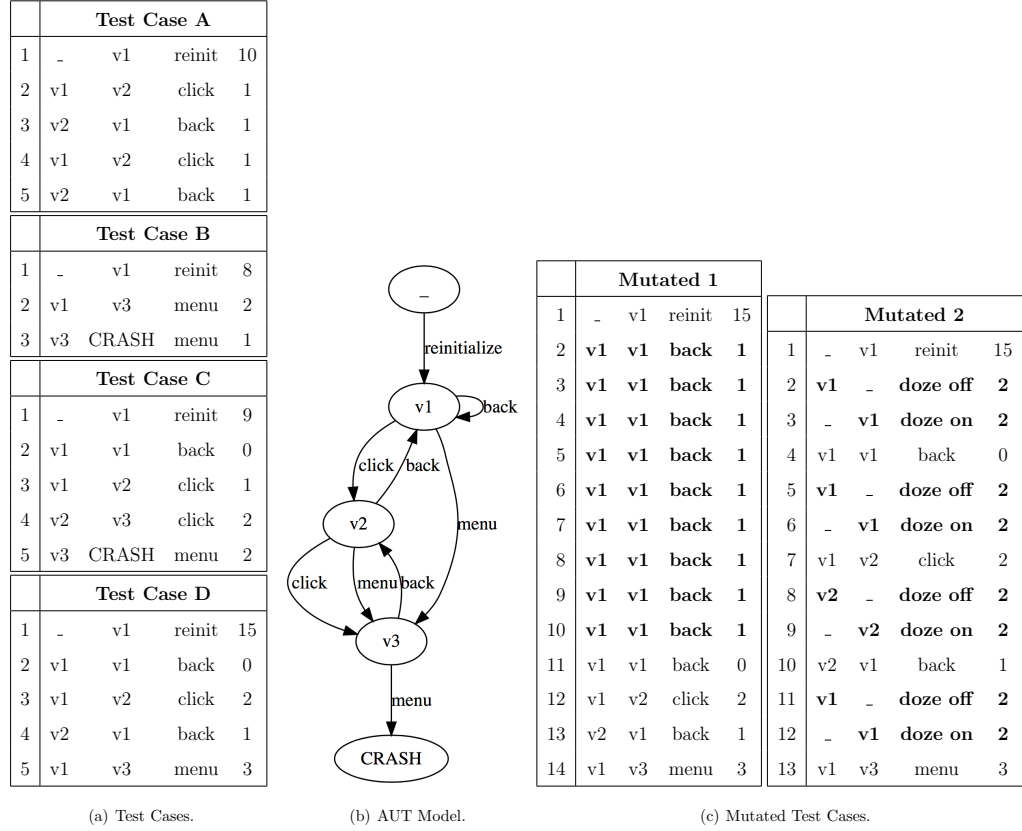 Test Case A
1 _ v1 reinit 10
2 v1 v2 click 1
3 v2 v1 back 1
4 v1 v2 click 1
5 v2 v1 back 1
Test Case B
1 _ v1 reinit 8
2 v1 v3 menu 2
3 v3 CRASH menu 1
Test Case C
1 _ v1 reinit 9
2 v1 v1 back 0
3 v1 v2 click 1
4 v2 v3 click 2
5 v3 CRASH menu 2
Test Case D
1 _ v1 reinit 15
2 v1 v1 back 0
3 v1 v2 click 2
4 v2 v1 back 1
5 v1 v3 menu 3
(a) Test Cases.
_
reinitialize
v1
back
click back
v2
menu
click menu back
v3
menu
CRASH
(b) AUT Model.
Mutated 1
1 _ v1 reinit 15
2 v1 v1 back 1
3 v1 v1 back 1
4 v1 v1 back 1
5 v1 v1 back 1
6 v1 v1 back 1
7 v1 v1 back 1
8 v1 v1 back 1
9 v1 v1 back 1
10 v1 v1 back 1
11 v1 v1 back 0
12 v1 v2 click 2
13 v2 v1 back 1
14 v1 v3 menu 3
Mutated 2
1 _ v1 reinit 15
2 v1 _ doze off 2
3 _ v1 doze on 2
4 v1 v1 back 0
5 v1 _ doze off 2
6 _ v1 doze on 2
7 v1 v2 click 2
8 v2 _ doze off 2
9 _ v2 doze on 2
10 v2 v1 back 1
11 v1 _ doze off 2
12 _ v1 doze on 2
13 v1 v3 menu 3
(c) Mutated Test Cases.